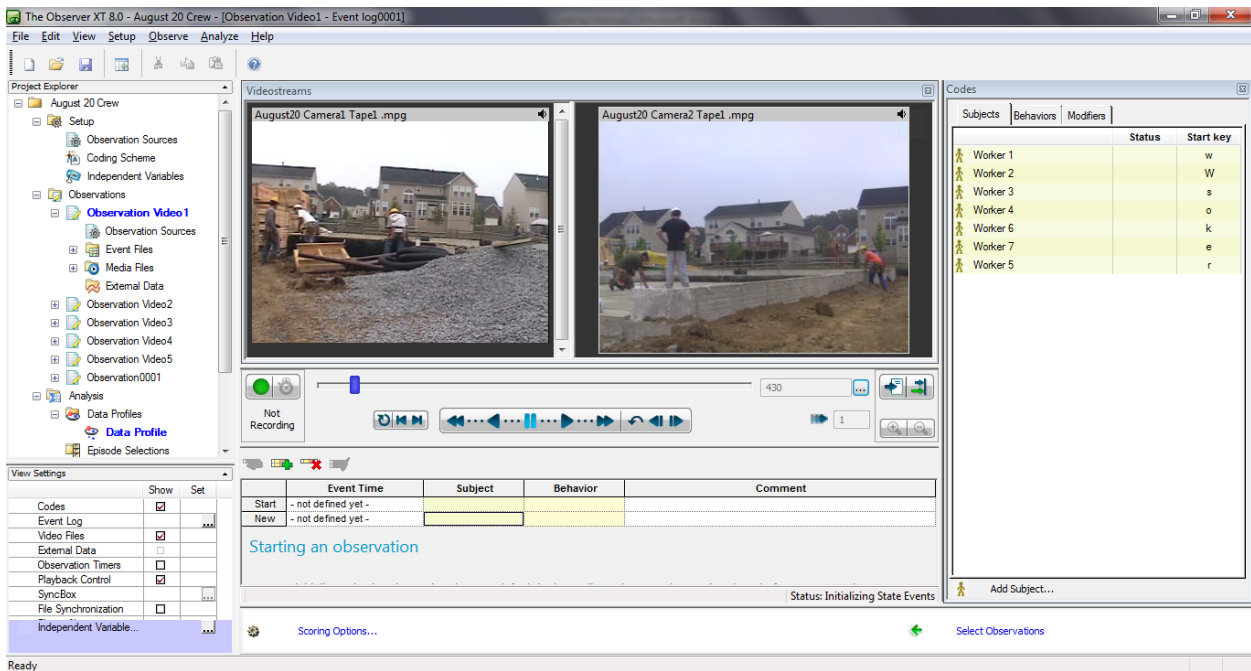 The Observer XT 8.0 - August 20 Crew - [Observation Video1 - Event log0001]
File Edit View Setup Observe Analyze Help
Project Explorer
August 20 Crew
Setup
Observation Sources
Coding Scheme
Independent Variables
Observations
Observation Video1
Observation Sources
Event Files
Media Files
External Data
Observation Video2
Observation Video3
Observation Video4
Observation Video5
Observation0001
Analysis
Data Profiles
Data Profile
Episode Selections
View Settings
Show Set
Codes
Event Log ...
Video Files
External Data
Observation Timers
Playback Control
SyncBox ...
File Synchronization
Independent Variable... ...
Videostreams
August20 Camera1 Tape1 .mpg
August20 Camera2 Tape1 .mpg
Not
Recording
430 ...
1
Event Time Subject Behavior Comment
Start - not defined yet -
New - not defined yet -
Starting an observation
Status: Initializing State Events
Scoring Options...
Select Observations
Codes
Subjects Behaviors Modifiers
Status Start key
Worker 1 w
Worker 2 W
Worker 3 s
Worker 4 o
Worker 6 k
Worker 7 e
Worker 5 r
Add Subject...
Ready